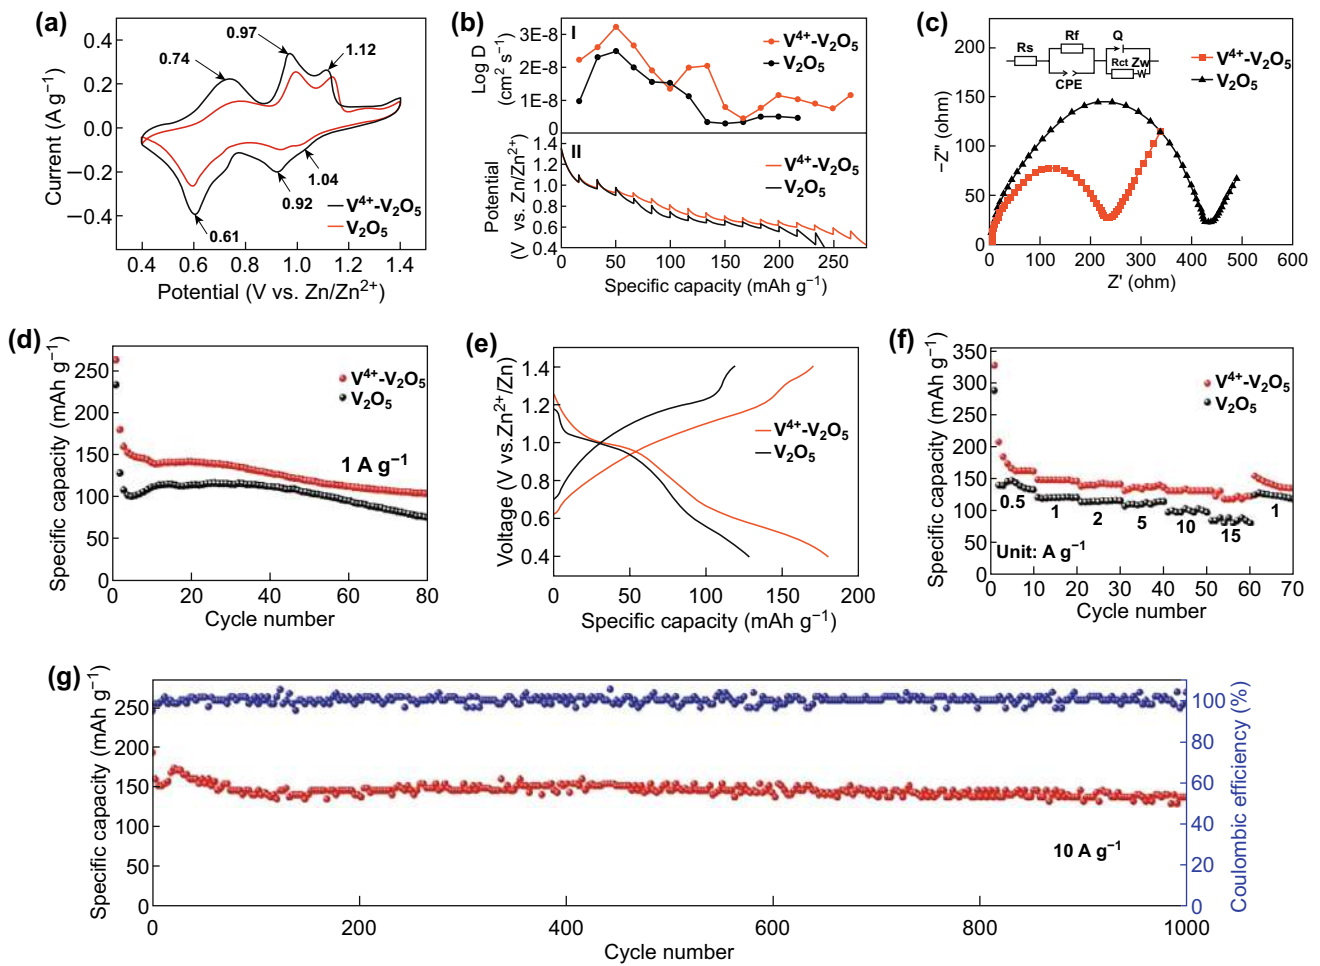 (a)
0.4
0.2
0.0
−0.2
−0.4
Current (A g⁻¹)
0.74
0.97
1.12
0.61
0.92
1.04
V⁴⁺-V₂O₅
V₂O₅
0.4 0.6 0.8 1.0 1.2 1.4
Potential (V vs. Zn/Zn²⁺)
(b)
I
3E−8
2E−8
1E−8
0
Log D
(cm² s⁻¹)
V⁴⁺-V₂O₅
V₂O₅
II
1.4
1.2
1.0
0.8
0.6
0.4
Potential
(V vs. Zn/Zn²⁺)
V⁴⁺-V₂O₅
V₂O₅
0 50 100 150 200 250
Specific capacity (mAh g⁻¹)
(c)
200
150
100
50
0
−Z" (ohm)
Rs
Rf
CPE
Q
Rct Zw
W
V⁴⁺-V₂O₅
V₂O₅
0 100 200 300 400 500 600
Z' (ohm)
(d)
250
200
150
100
50
0
Specific capacity (mAh g⁻¹)
V⁴⁺-V₂O₅
V₂O₅
1 A g⁻¹
0 20 40 60 80
Cycle number
(e)
1.4
1.2
1.0
0.8
0.6
0.4
Voltage (V vs.Zn²⁺/Zn)
V⁴⁺-V₂O₅
V₂O₅
0 50 100 150 200
Specific capacity (mAh g⁻¹)
(f)
350
300
250
200
150
100
50
0
Specific capacity (mAh g⁻¹)
V⁴⁺-V₂O₅
V₂O₅
0.5 1 2 5 10 15 1
Unit: A g⁻¹
0 10 20 30 40 50 60 70
Cycle number
(g)
250
200
150
100
50
0
Specific capacity (mAh g⁻¹)
10 A g⁻¹
100
80
60
40
20
0
Coulombic efficiency (%)
0 200 400 600 800 1000
Cycle number